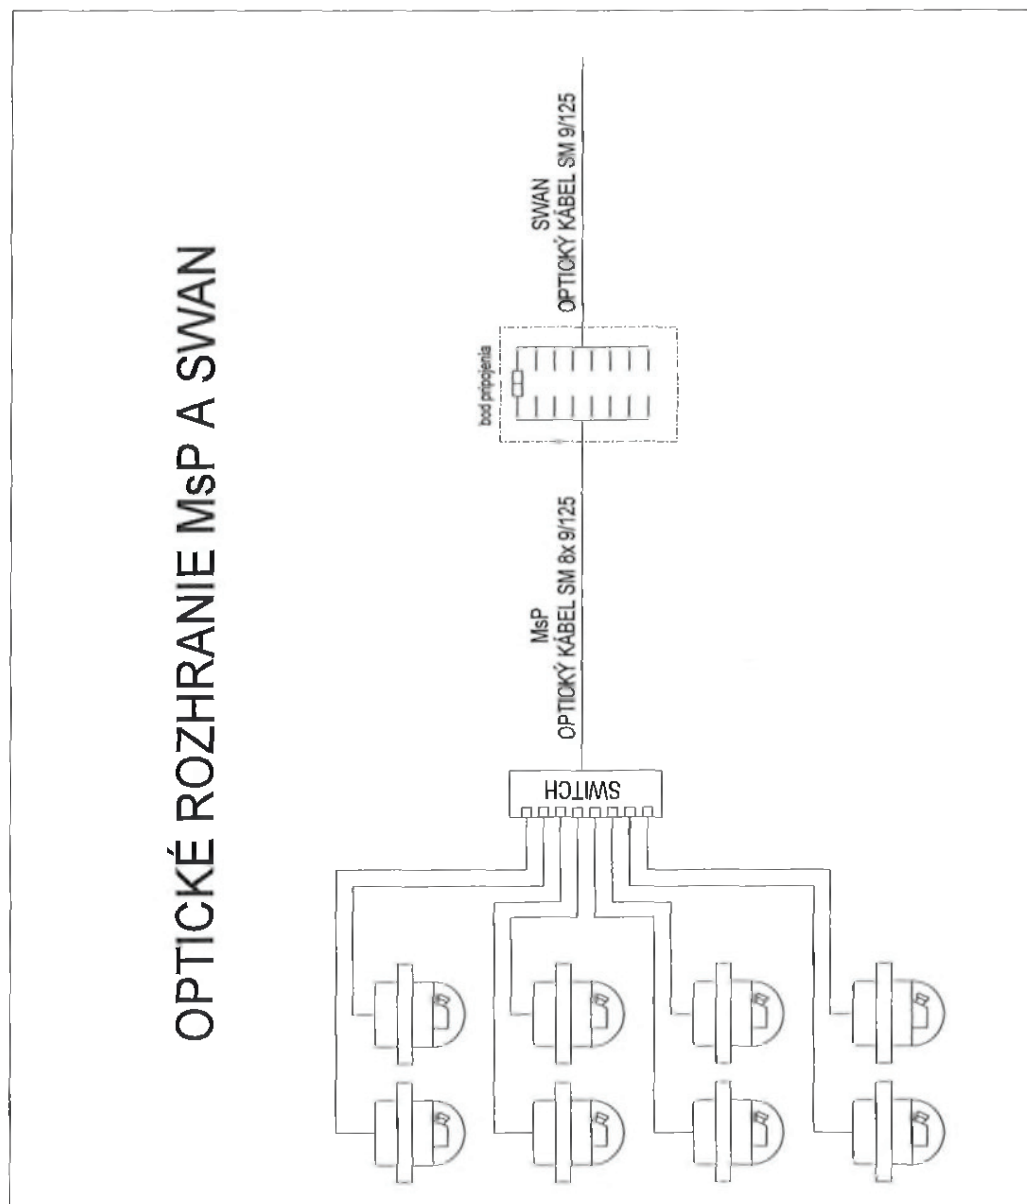 OPTICKÉ ROZHRANIE MsP A SWAN
SWAN
OPTICKÝ KÁBEL SM 9/125
bod pripojenia
MsP
OPTICKÝ KÁBEL SM 8x 9/125
SWITCH